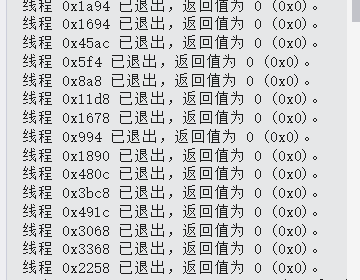 线程 0x1a94 已退出，返回值为 0 (0x0)。
线程 0x1694 已退出，返回值为 0 (0x0)。
线程 0x45ac 已退出，返回值为 0 (0x0)。
线程 0x5f4 已退出，返回值为 0 (0x0)。
线程 0x8a8 已退出，返回值为 0 (0x0)。
线程 0x11d8 已退出，返回值为 0 (0x0)。
线程 0x1678 已退出，返回值为 0 (0x0)。
线程 0x994 已退出，返回值为 0 (0x0)。
线程 0x1890 已退出，返回值为 0 (0x0)。
线程 0x480c 已退出，返回值为 0 (0x0)。
线程 0x3bc8 已退出，返回值为 0 (0x0)。
线程 0x491c 已退出，返回值为 0 (0x0)。
线程 0x3068 已退出，返回值为 0 (0x0)。
线程 0x3368 已退出，返回值为 0 (0x0)。
线程 0x2258 已退出，返回值为 0 (0x0)。